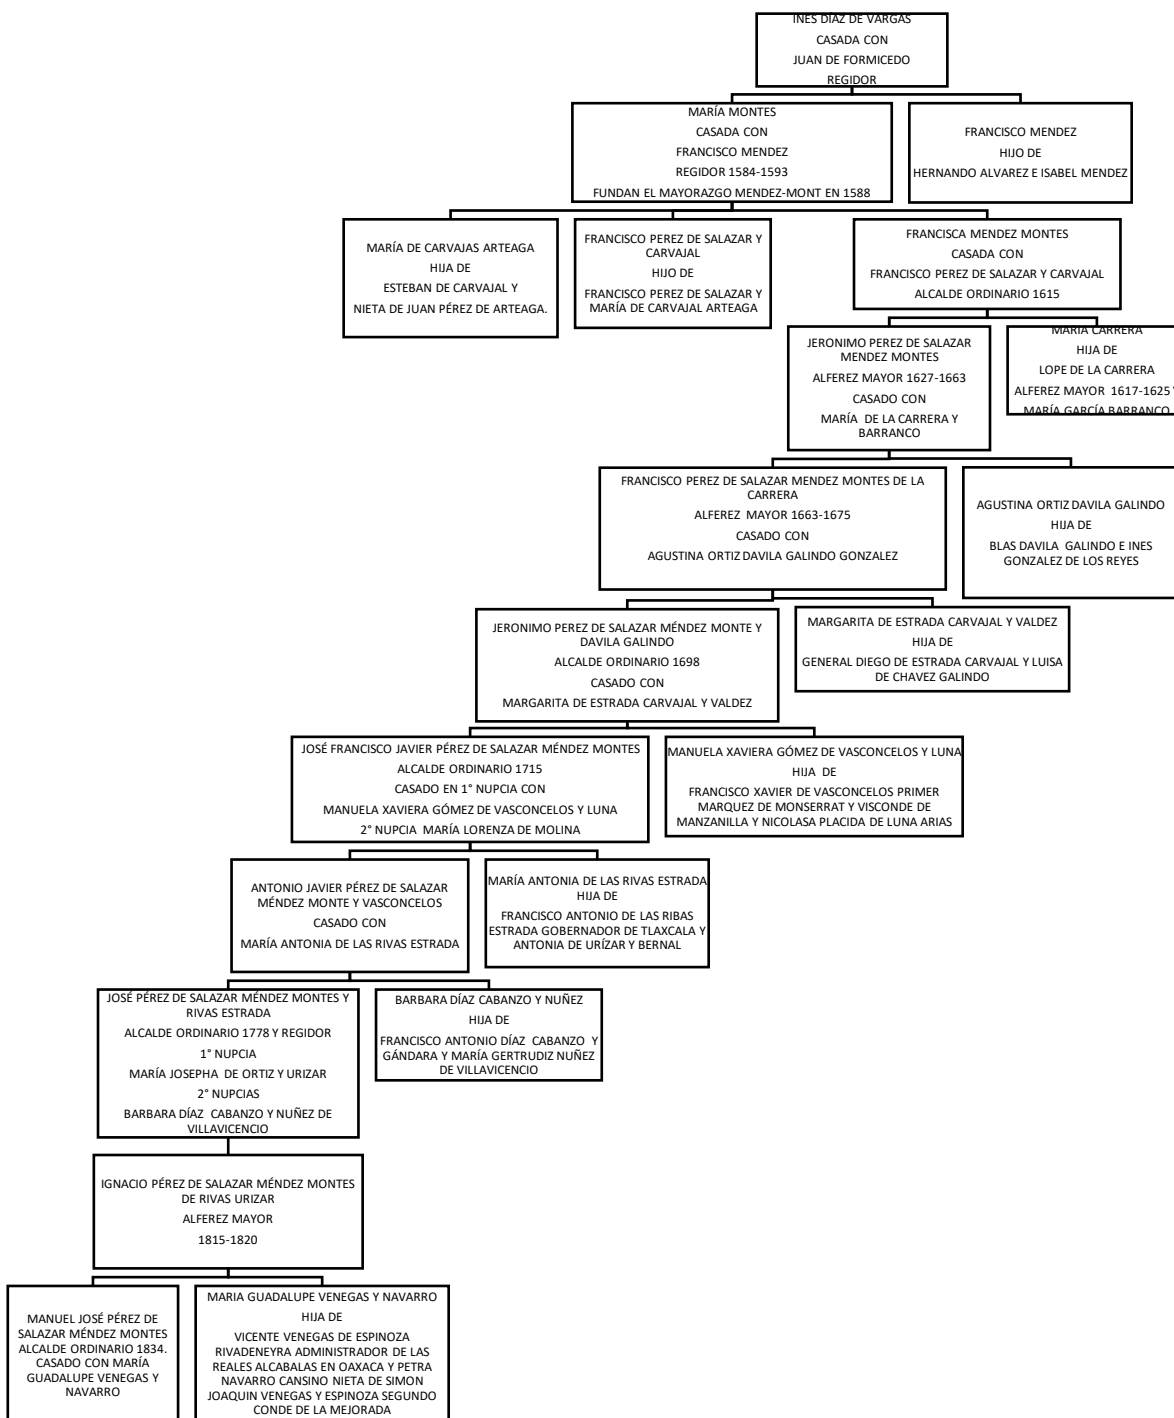 INES DÍAZ DE VARGAS
CASADA CON
JUAN DE FORMICEDO
REGIDOR
MARÍA MONTES
CASADA CON
FRANCISCO MENDEZ
REGIDOR 1584-1593
FUNDAN EL MAYORAZGO MENDEZ-MONT EN 1588
FRANCISCO MENDEZ
HIJO DE
HERNANDO ALVAREZ E ISABEL MENDEZ
MARÍA DE CARVAJAS ARTEAGA
HIJA DE
ESTEBAN DE CARVAJAL Y
NIETA DE JUAN PÉREZ DE ARTEAGA.
FRANCISCO PEREZ DE SALAZAR Y
CARVAJAL
HIJO DE
FRANCISCO PEREZ DE SALAZAR Y
MARÍA DE CARVAJAL ARTEAGA
FRANCISCA MENDEZ MONTES
CASADA CON
FRANCISCO PEREZ DE SALAZAR Y CARVAJAL
ALCALDE ORDINARIO 1615
JERONIMO PEREZ DE SALAZAR
MENDEZ MONTES
ALFEREZ MAYOR 1627-1663
CASADO CON
MARÍA DE LA CARRERA Y
BARRANCO
MARÍA CARRERA
HIJA DE
LOPE DE LA CARRERA
ALFEREZ MAYOR 1617-1625 Y
MARÍA GARCÍA BARRANCO
FRANCISCO PEREZ DE SALAZAR MENDEZ MONTES DE LA
CARRERA
ALFEREZ MAYOR 1663-1675
CASADO CON
AGUSTINA ORTIZ DAVILA GALINDO GONZALEZ
AGUSTINA ORTIZ DAVILA GALINDO
HIJA DE
BLAS DAVILA GALINDO E INES
GONZALEZ DE LOS REYES
JERONIMO PEREZ DE SALAZAR MÉNDEZ MONTE Y
DAVILA GALINDO
ALCALDE ORDINARIO 1698
CASADO CON
MARGARITA DE ESTRADA CARVAJAL Y VALDEZ
MARGARITA DE ESTRADA CARVAJAL Y VALDEZ
HIJA DE
GENERAL DIEGO DE ESTRADA CARVAJAL Y LUISA
DE CHAVEZ GALINDO
JOSÉ FRANCISCO JAVIER PÉREZ DE SALAZAR MÉNDEZ MONTES
ALCALDE ORDINARIO 1715
CASADO EN 1° NUPCIA CON
MANUELA XAVIERA GÓMEZ DE VASCONCELOS Y LUNA
2° NUPCIA MARÍA LORENZA DE MOLINA
MANUELA XAVIERA GÓMEZ DE VASCONCELOS Y LUNA
HIJA DE
FRANCISCO XAVIER DE VASCONCELOS PRIMER
MARQUEZ DE MONSERRAT Y VISCONDE DE
MANZANILLA Y NICOLASA PLACIDA DE LUNA ARIAS
ANTONIO JAVIER PÉREZ DE SALAZAR
MÉNDEZ MONTE Y VASCONCELOS
CASADO CON
MARÍA ANTONIA DE LAS RIVAS ESTRADA
MARÍA ANTONIA DE LAS RIVAS ESTRADA
HIJA DE
FRANCISCO ANTONIO DE LAS RIBAS
ESTRADA GOBERNADOR DE TLAXCALA Y
ANTONIA DE URÍZAR Y BERNAL
JOSÉ PÉREZ DE SALAZAR MÉNDEZ MONTES Y
RIVAS ESTRADA
ALCALDE ORDINARIO 1778 Y REGIDOR
1° NUPCIA
MARÍA JOSEPHA DE ORTIZ Y URIZAR
2° NUPCIAS
BARBARA DÍAZ CABANZO Y NUÑEZ DE
VILLAVICENCIO
BARBARA DÍAZ CABANZO Y NUÑEZ
HIJA DE
FRANCISCO ANTONIO DÍAZ CABANZO Y
GÁNDARA Y MARÍA GERTRUDIZ NUÑEZ
DE VILLAVICENCIO
IGNACIO PÉREZ DE SALAZAR MÉNDEZ MONTES
DE RIVAS URIZAR
ALFEREZ MAYOR
1815-1820
MANUEL JOSÉ PÉREZ DE
SALAZAR MÉNDEZ MONTES
ALCALDE ORDINARIO 1834.
CASADO CON MARÍA
GUADALUPE VENEGAS Y
NAVARRO
MARIA GUADALUPE VENEGAS Y NAVARRO
HIJA DE
VICENTE VENEGAS DE ESPINOZA
RIVADENEYRA ADMINISTRADOR DE LAS
REALES ALCABALAS EN OAXACA Y PETRA
NAVARRO CANSINO NIETA DE SIMON
JOAQUIN VENEGAS Y ESPINOZA SEGUNDO
CONDE DE LA MEJORADA